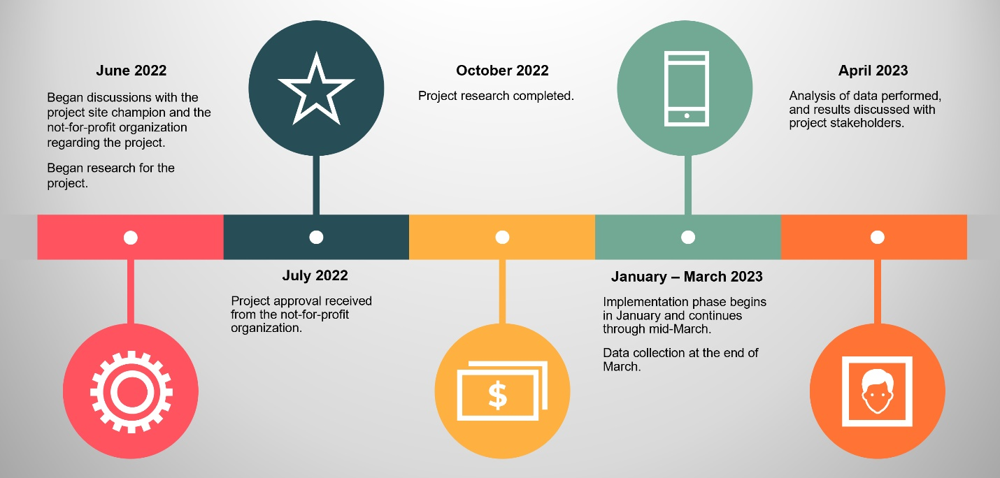 June 2022
Began discussions with the
project site champion and the
not-for-profit organization
regarding the project.
Began research for the
project.
July 2022
Project approval received
from the not-for-profit
organization.
October 2022
Project research completed.
$
January – March 2023
Implementation phase begins
in January and continues
through mid-March.
Data collection at the end of
March.
April 2023
Analysis of data performed,
and results discussed with
project stakeholders.